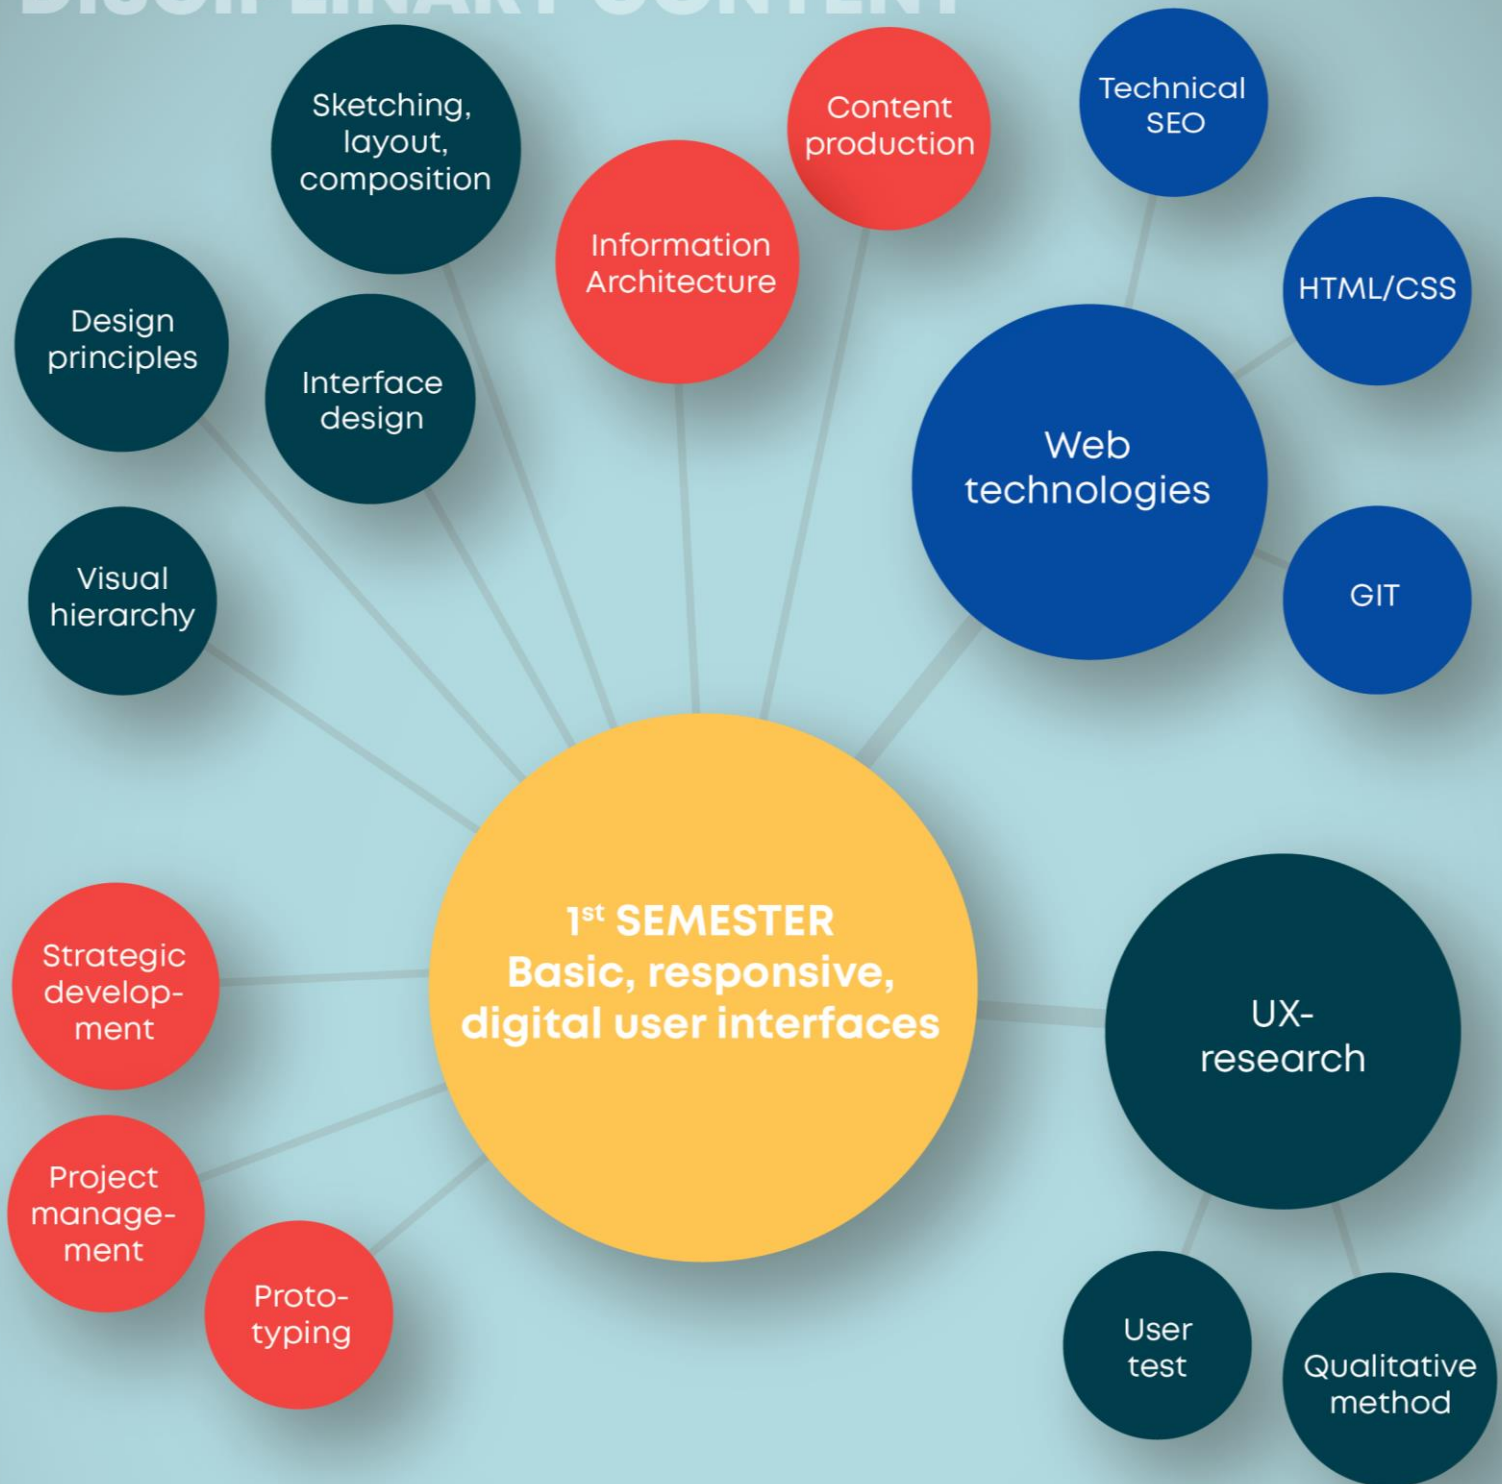 DISCIPLINARY CONTENT
Sketching,
layout,
composition
Content
production
Technical
SEO
Information
Architecture
HTML/CSS
Design
principles
Interface
design
Web
technologies
Visual
hierarchy
GIT
1st SEMESTER
Basic, responsive,
digital user interfaces
Strategic
develop-
ment
UX-
research
Project
manage-
ment
Proto-
typing
User
test
Qualitative
method